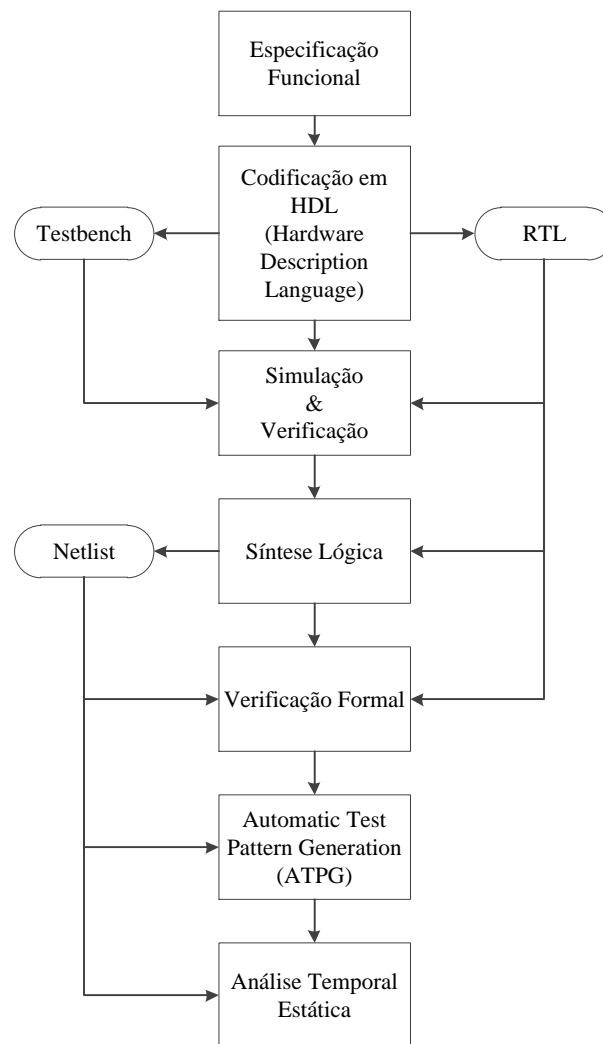 Especificação
Funcional
Codificação em
HDL
(Hardware
Description
Language)
Testbench
RTL
Simulação
&
Verificação
Netlist
Síntese Lógica
Verificação Formal
Automatic Test
Pattern Generation
(ATPG)
Análise Temporal
Estática